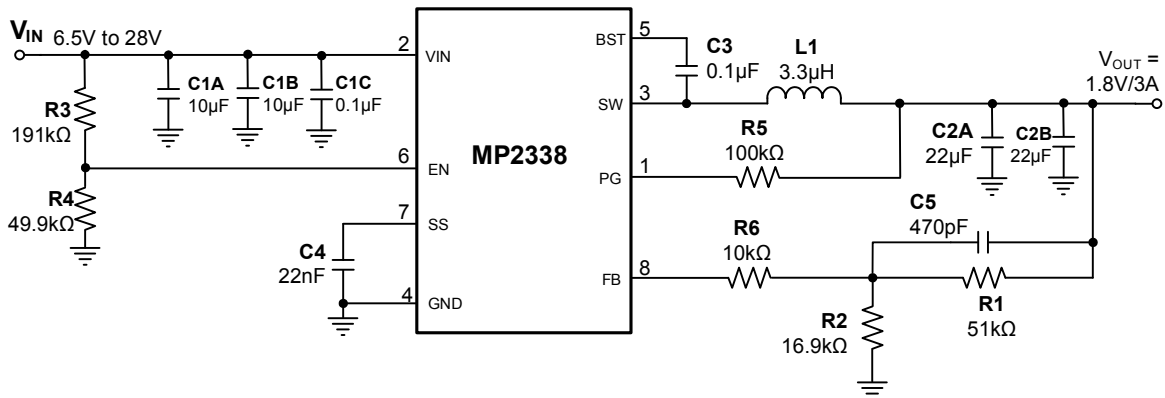 VIN 6.5V to 28V
2
VIN
R3
191kΩ
C1A
10µF
C1B
10µF
C1C
0.1µF
R4
49.9kΩ
6
EN
7
SS
C4
22nF
4
GND
MP2338
BST
5
C3
0.1µF
L1
3.3µH
SW
3
VOUT =
1.8V/3A
R5
100kΩ
PG
1
C2A
22µF
C2B
22µF
C5
470pF
R6
10kΩ
FB
8
R2
16.9kΩ
R1
51kΩ